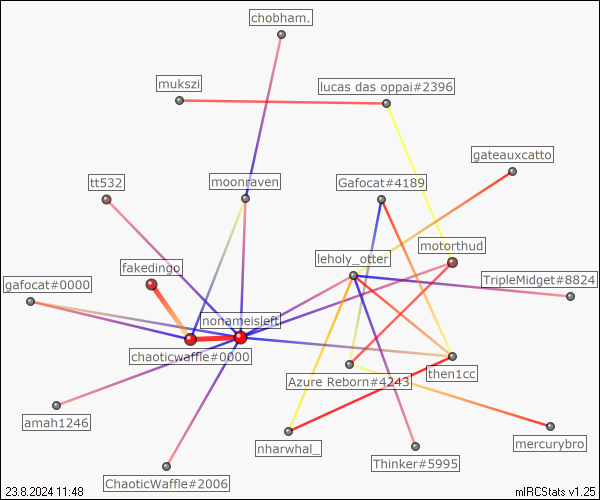 chobham.
mukszi
lucas das oppai#2396
gateauxcatto
tt532
moonraven
Gafocat#4189
motorthud
leholy_otter
fakedingo
TripleMidget#8824
gafocat#0000
nonameisleft
chaoticwaffle#0000
then1cc
Azure Reborn#4243
amah1246
nharwhal_
mercurybro
Thinker#5995
ChaoticWaffle#2006
23.8.2024 11:48
mIRCStats v1.25